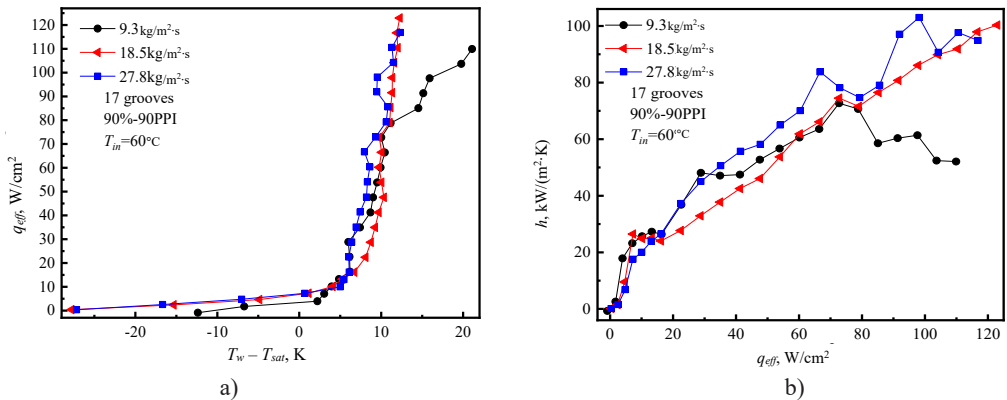 120
110
100
90
80
70
60
50
40
30
20
10
0
q_eff, W/cm²
9.3kg/m²·s
18.5kg/m²·s
27.8kg/m²·s
17 grooves
90%-90PPI
T_in=60°C
-20 -10 0 10 20
T_w – T_sat, K
a)
100
80
60
40
20
0
h, kW/(m²·K)
9.3kg/m²·s
18.5kg/m²·s
27.8kg/m²·s
17 grooves
90%-90PPI
T_in=60°C
0 20 40 60 80 100 120
q_eff, W/cm²
b)